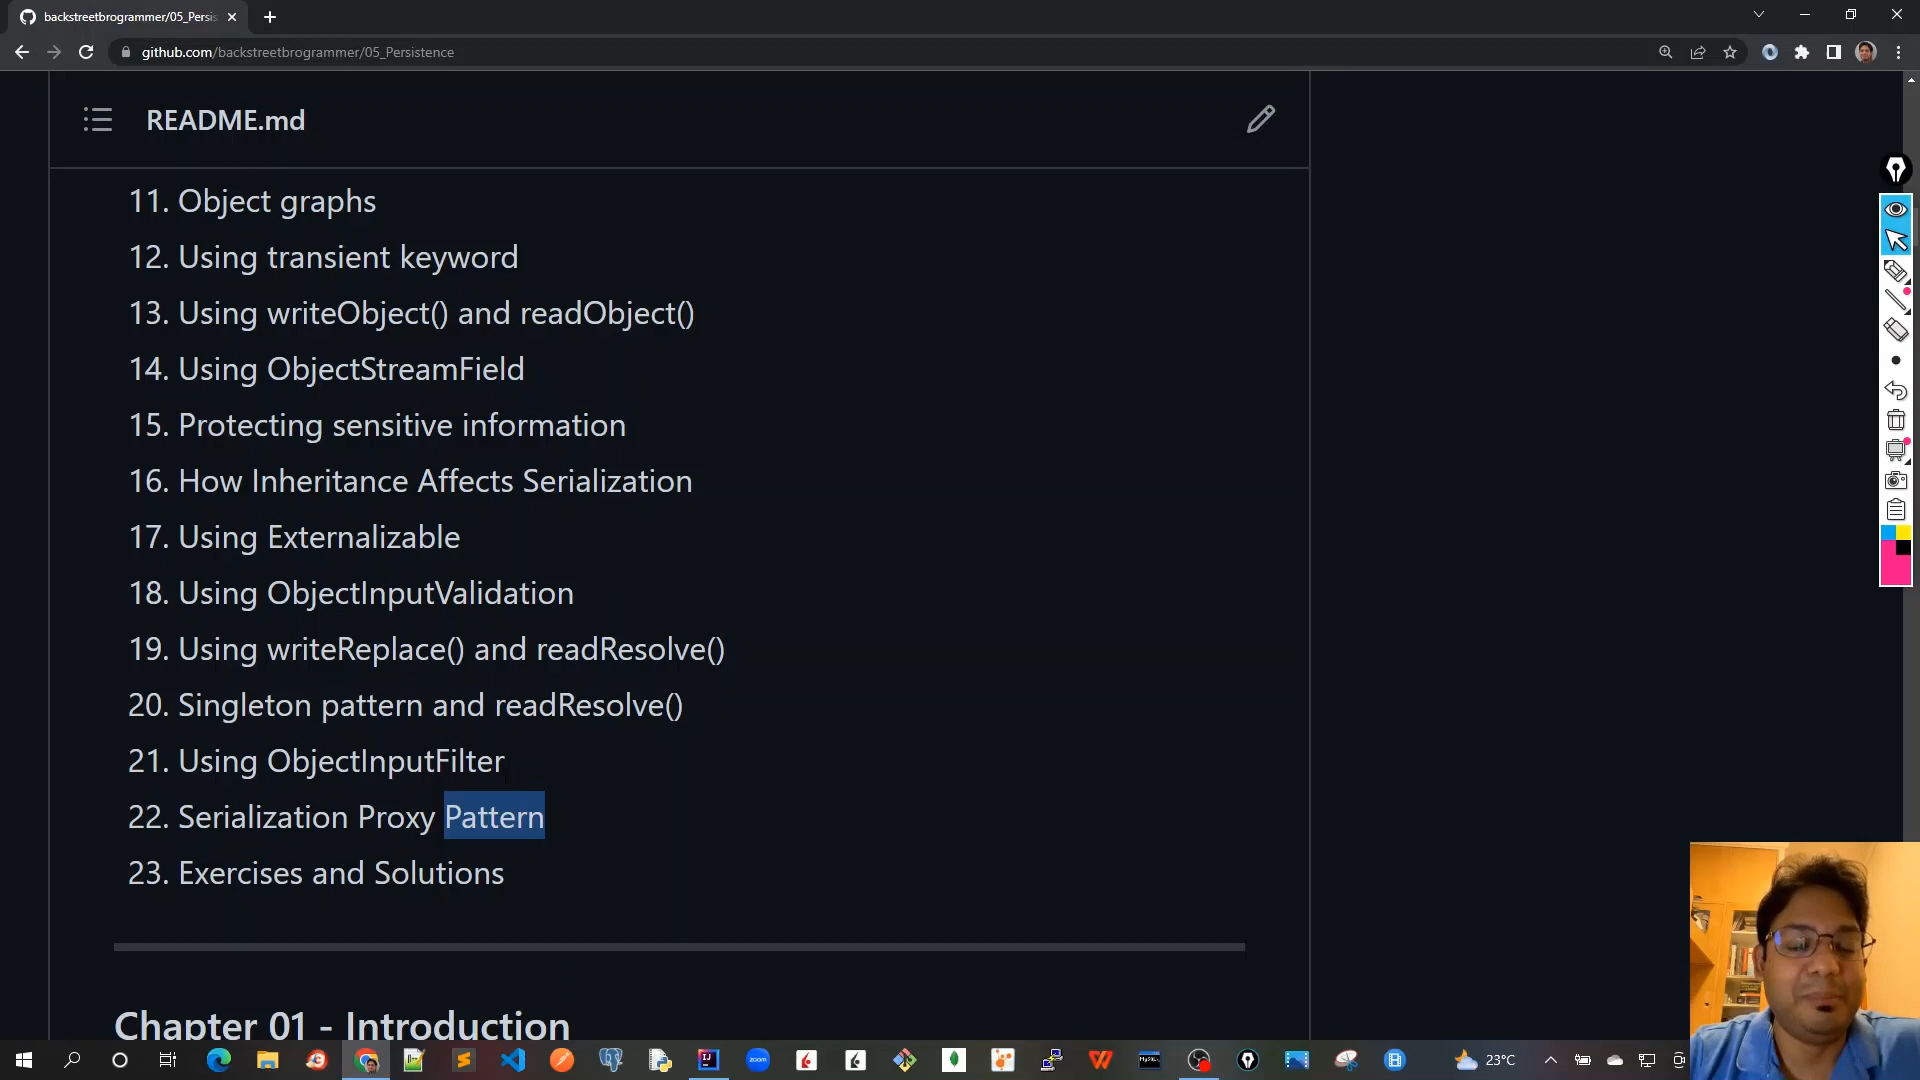 backstreetbrogrammer/05_Persis
github.com/backstreetbrogrammer/05_Persistence
README.md
11. Object graphs
12. Using transient keyword
13. Using writeObject() and readObject()
14. Using ObjectStreamField
15. Protecting sensitive information
16. How Inheritance Affects Serialization
17. Using Externalizable
18. Using ObjectInputValidation
19. Using writeReplace() and readResolve()
20. Singleton pattern and readResolve()
21. Using ObjectInputFilter
22. Serialization Proxy Pattern
23. Exercises and Solutions
Chapter 01 - Introduction
zoom
23°C